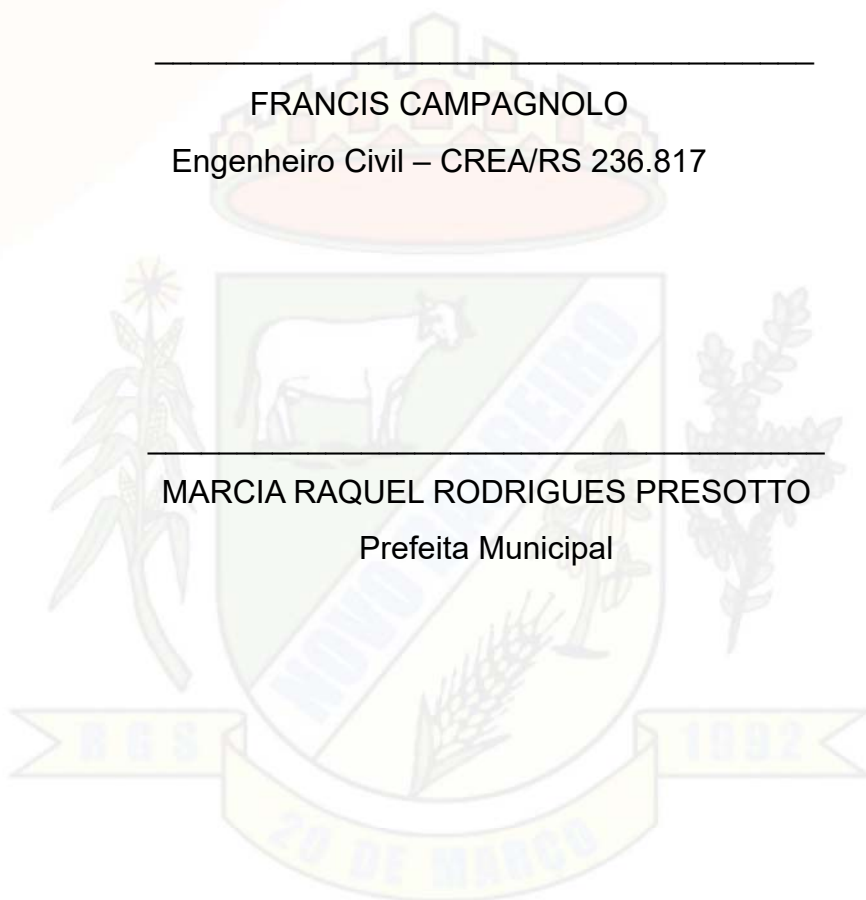 FRANCIS CAMPAGNOLO
Engenheiro Civil – CREA/RS 236.817
NOVO BARREIRO
MARCIA RAQUEL RODRIGUES PRESOTTO
Prefeita Municipal
RGS
1992
20 DE MARÇO